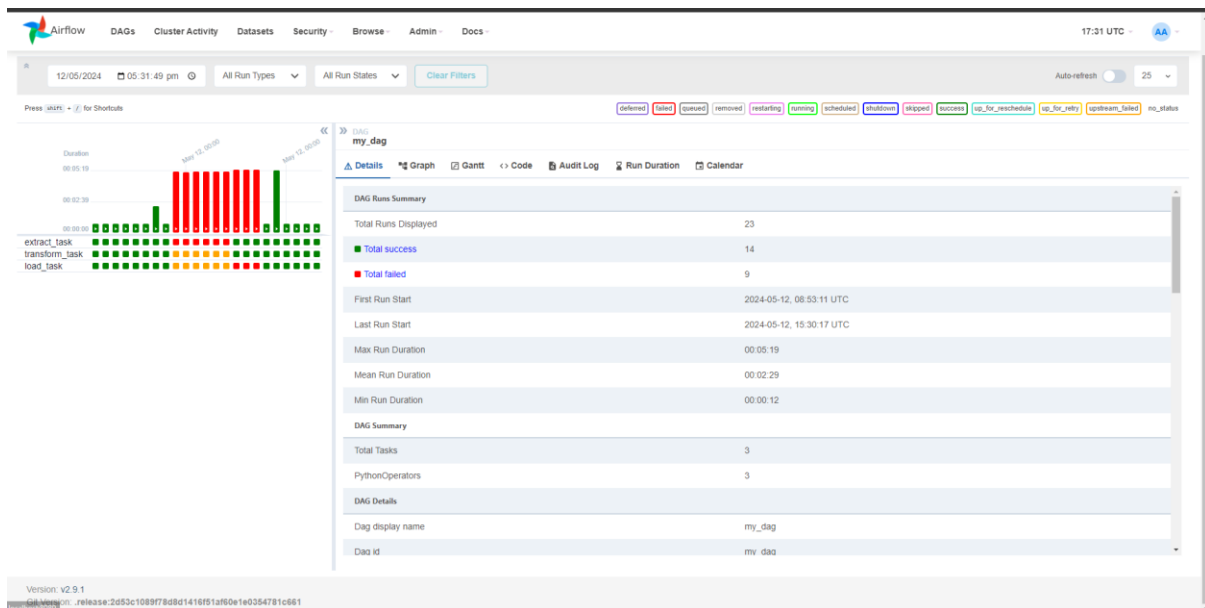 Airflow DAGs Cluster Activity Datasets Security Browse Admin Docs 17:31 UTC AA
12/05/2024 05:31:49 pm All Run Types All Run States Clear Filters Auto-refresh 25
Press shift + / for Shortcuts deferred failed queued removed restarting running scheduled shutdown skipped success up_for_reschedule up_for_retry upstream_failed no_status
DAG
my_dag
Duration
May 12, 00:00
May 12, 00:00
00:05:19
00:02:39
00:00:00
extract_task
transform_task
load_task
Details Graph Gantt <> Code Audit Log Run Duration Calendar
DAG Runs Summary
Total Runs Displayed 23
Total success 14
Total failed 9
First Run Start 2024-05-12, 08:53:11 UTC
Last Run Start 2024-05-12, 15:30:17 UTC
Max Run Duration 00:05:19
Mean Run Duration 00:02:29
Min Run Duration 00:00:12
DAG Summary
Total Tasks 3
PythonOperators 3
DAG Details
Dag display name my_dag
Dag id my_dag
Version: v2.9.1
Git Version: .release:2d53c1089f78d8d1416f51af60e1e0354781c661